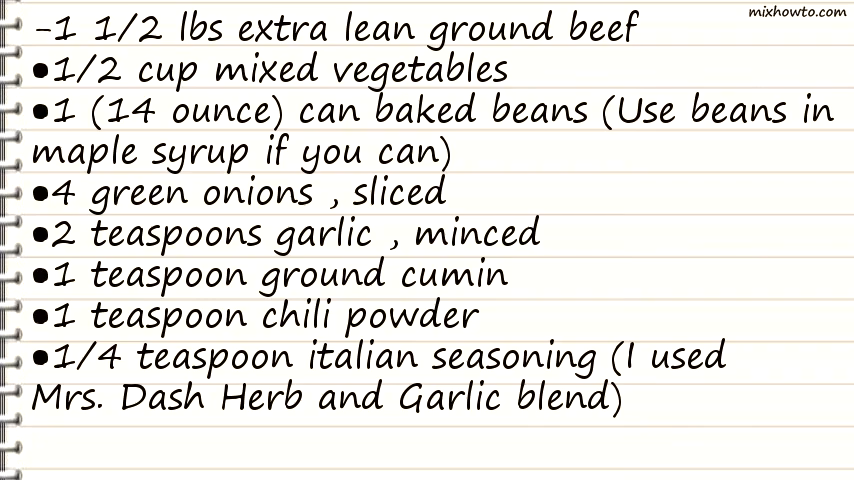 mixhowto.com
-1 1/2 lbs extra lean ground beef
•1/2 cup mixed vegetables
•1 (14 ounce) can baked beans (Use beans in
maple syrup if you can)
•4 green onions , sliced
•2 teaspoons garlic , minced
•1 teaspoon ground cumin
•1 teaspoon chili powder
•1/4 teaspoon italian seasoning (I used
Mrs. Dash Herb and Garlic blend)